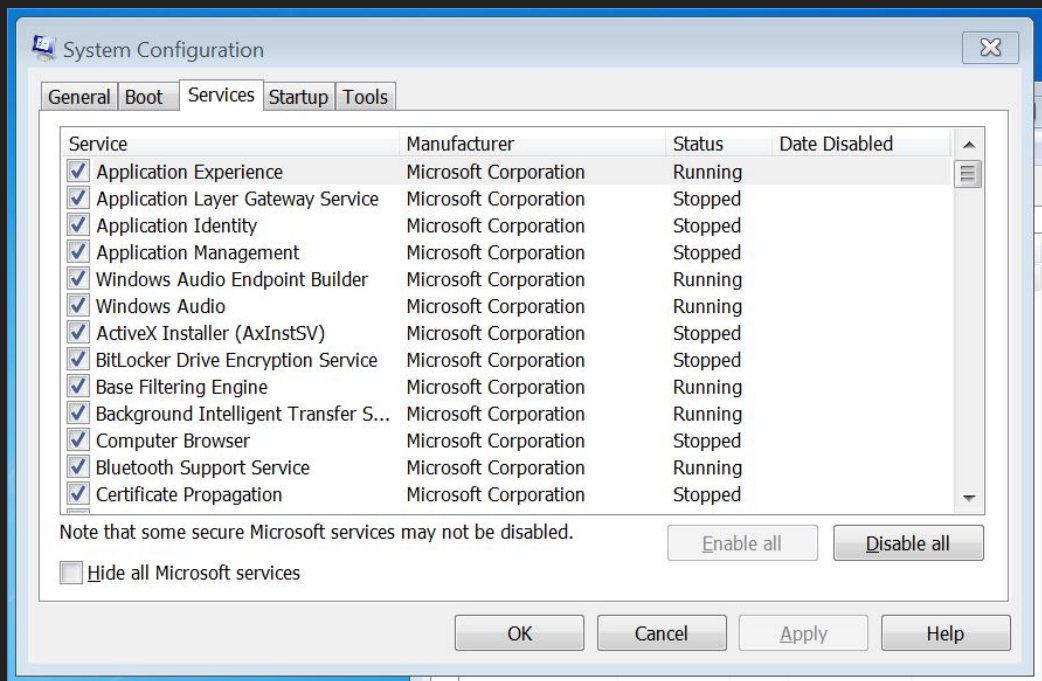 System Configuration
General Boot Services Startup Tools
Service Manufacturer Status Date Disabled
Application Experience Microsoft Corporation Running
Application Layer Gateway Service Microsoft Corporation Stopped
Application Identity Microsoft Corporation Stopped
Application Management Microsoft Corporation Stopped
Windows Audio Endpoint Builder Microsoft Corporation Running
Windows Audio Microsoft Corporation Running
ActiveX Installer (AxInstSV) Microsoft Corporation Stopped
BitLocker Drive Encryption Service Microsoft Corporation Stopped
Base Filtering Engine Microsoft Corporation Running
Background Intelligent Transfer S... Microsoft Corporation Running
Computer Browser Microsoft Corporation Stopped
Bluetooth Support Service Microsoft Corporation Running
Certificate Propagation Microsoft Corporation Stopped
Note that some secure Microsoft services may not be disabled.
Enable all Disable all
Hide all Microsoft services
OK Cancel Apply Help